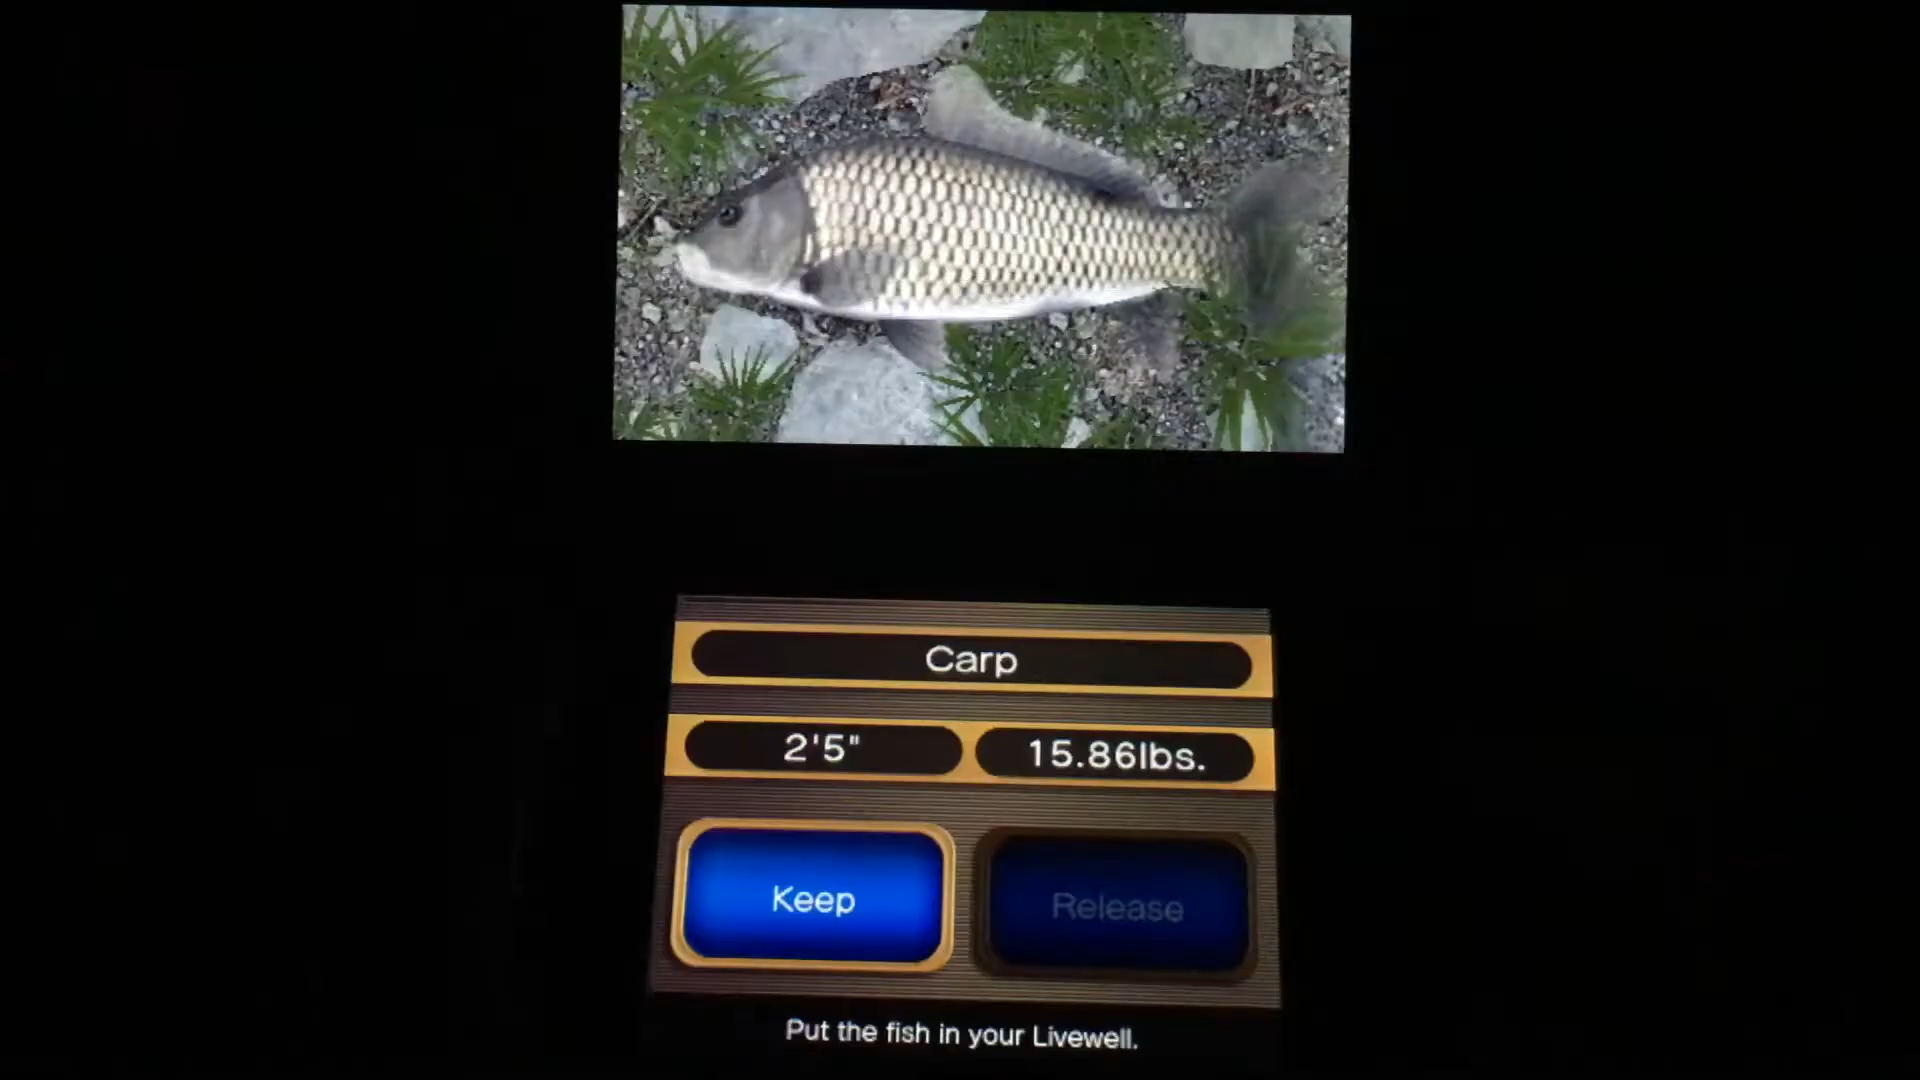 Carp
2'5"
15.86lbs.
Keep
Release
Put the fish in your Livewell.